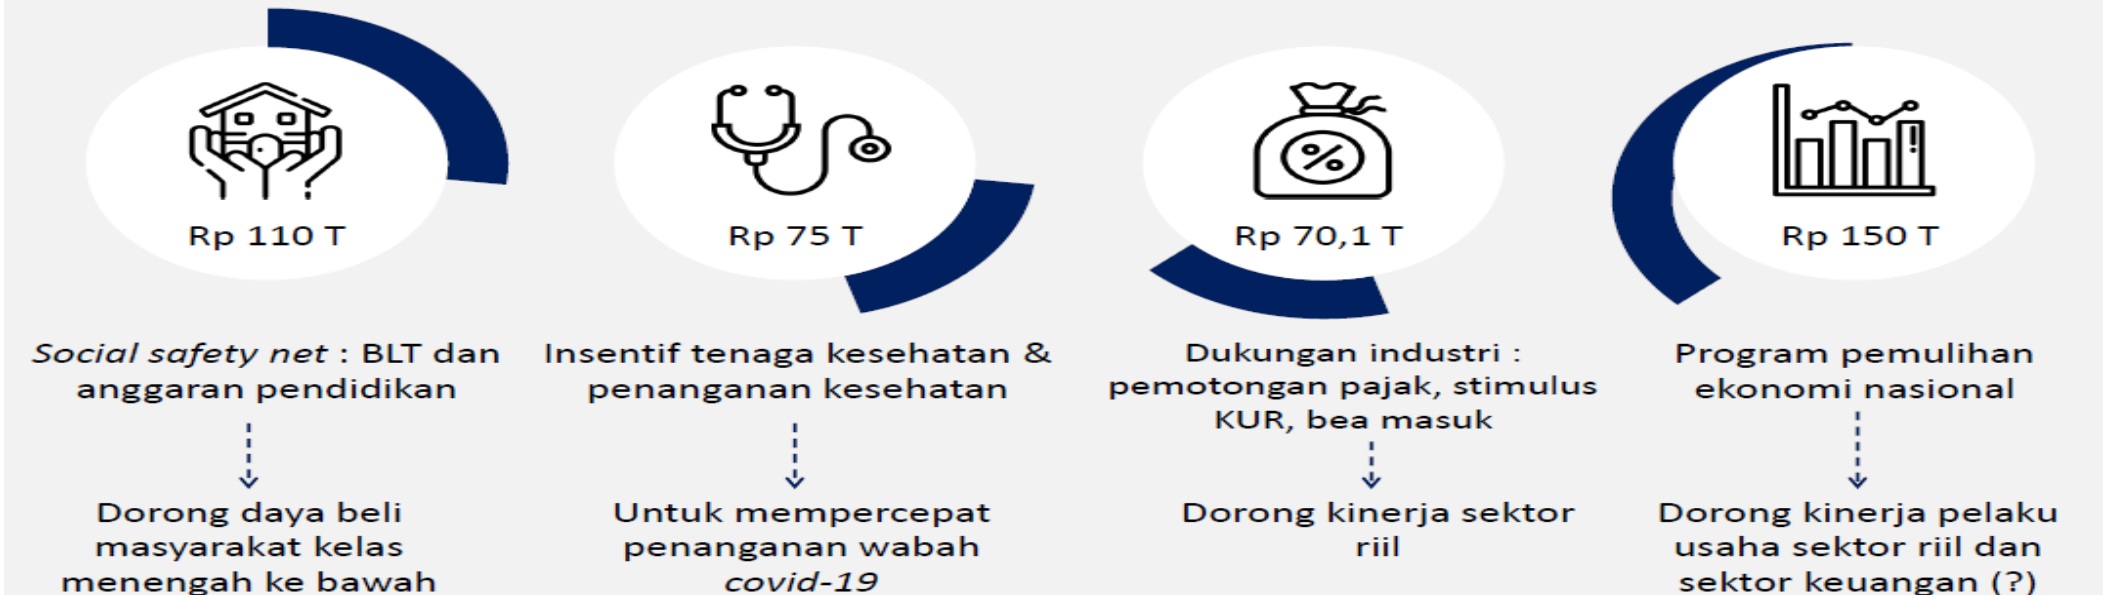 Rp 110 T
Social safety net : BLT dan
anggaran pendidikan
Dorong daya beli
masyarakat kelas
menengah ke bawah
Rp 75 T
Insentif tenaga kesehatan &
penanganan kesehatan
Untuk mempercepat
penanganan wabah
covid-19
Rp 70,1 T
Dukungan industri :
pemotongan pajak, stimulus
KUR, bea masuk
Dorong kinerja sektor
riil
Rp 150 T
Program pemulihan
ekonomi nasional
Dorong kinerja pelaku
usaha sektor riil dan
sektor keuangan (?)